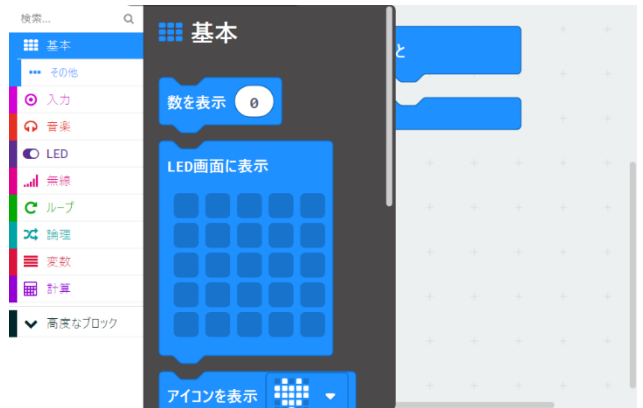 検索...
基本
その他
入力
音楽
LED
無線
ループ
論理
変数
計算
高度なブロック
基本
数を表示 0
LED画面に表示
アイコンを表示
と